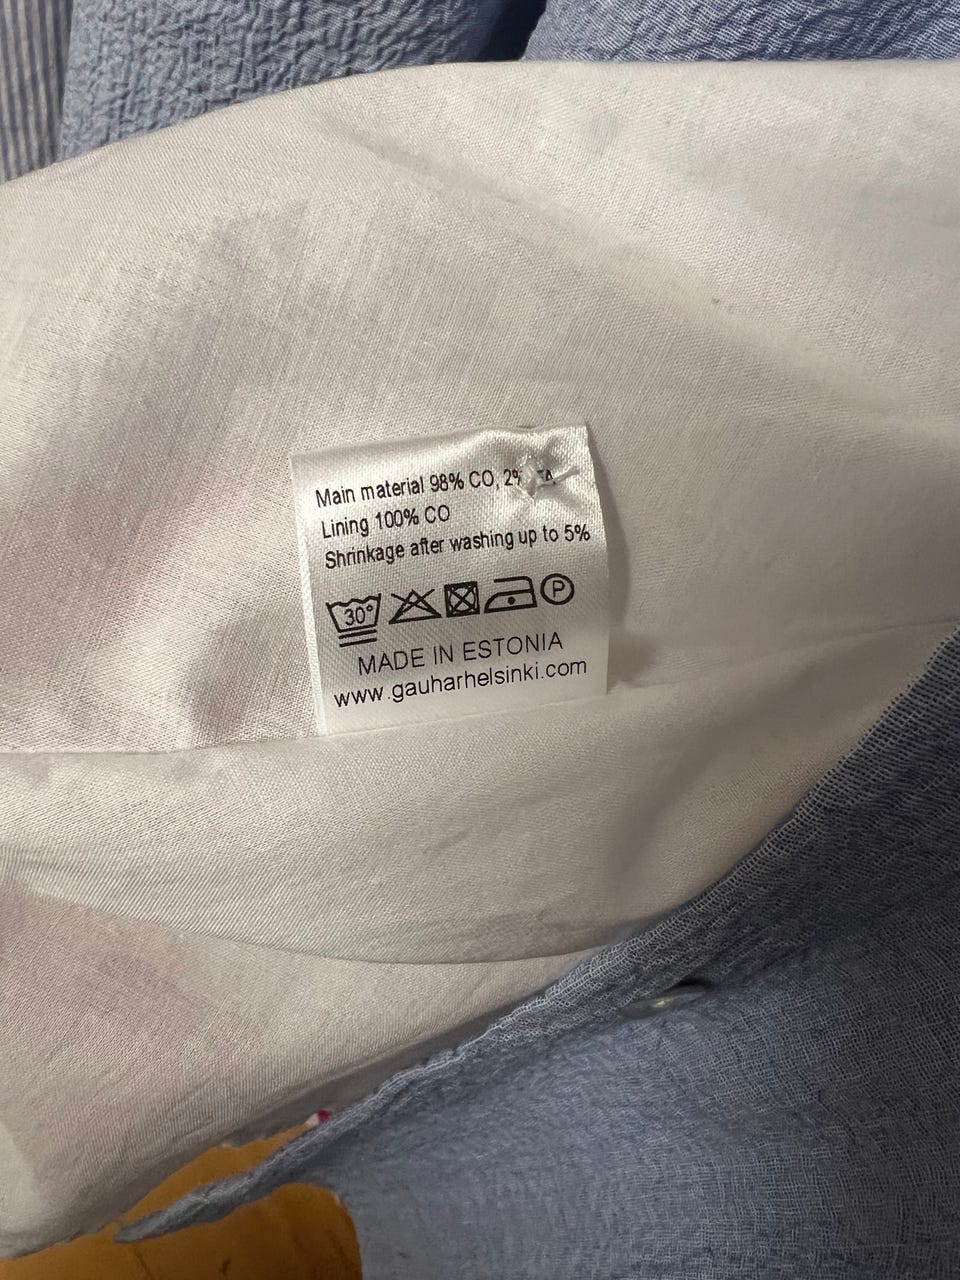 Main material 98% CO, 2%
Lining 100% CO
Shrinkage after washing up to 5%
30°
P
MADE IN ESTONIA
www.gauharhelsinki.com